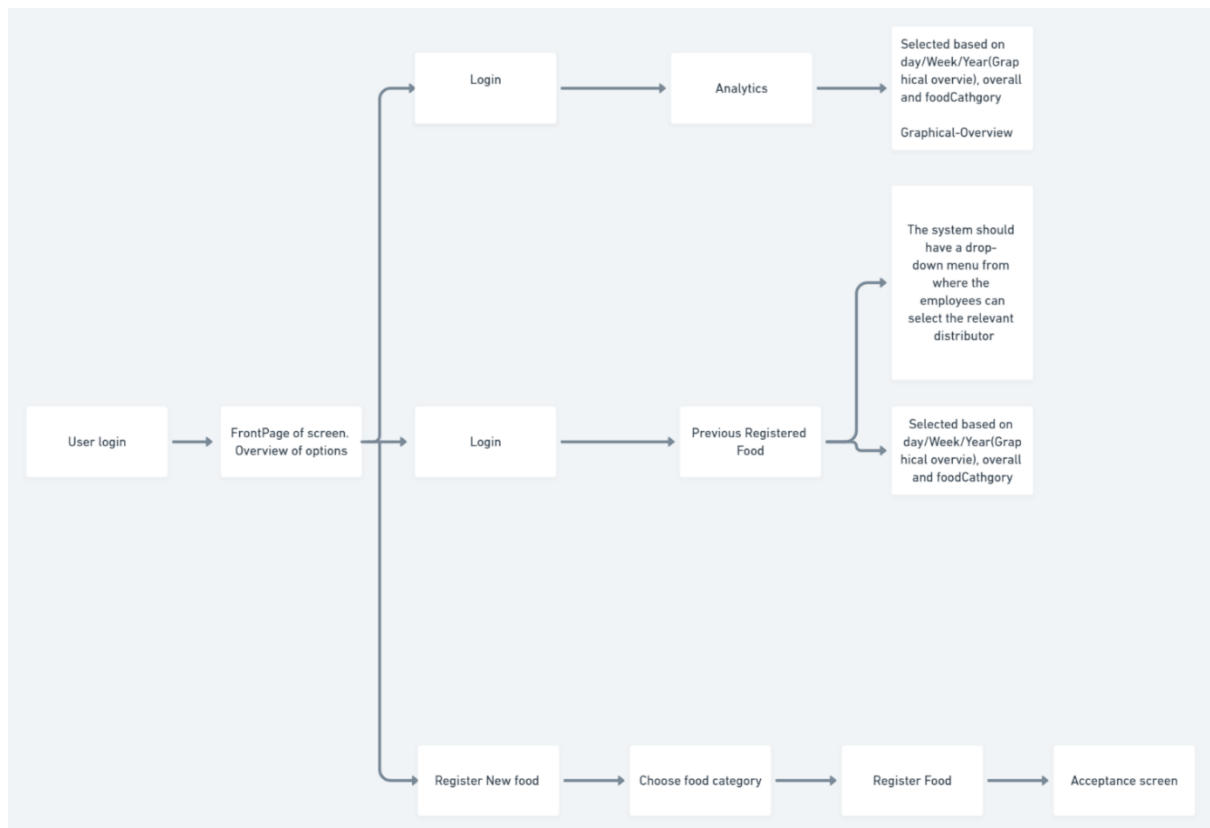 Login
Analytics
Selected based on
day/Week/Year(Grap
hical overvie), overall
and foodCathgory
Graphical-Overview
The system should
have a drop-
down menu from
where the
employees can
select the relevant
distributor
User login
FrontPage of screen.
Overview of options
Login
Previous Registered
Food
Selected based on
day/Week/Year(Grap
hical overvie), overall
and foodCathgory
Register New food
Choose food category
Register Food
Acceptance screen